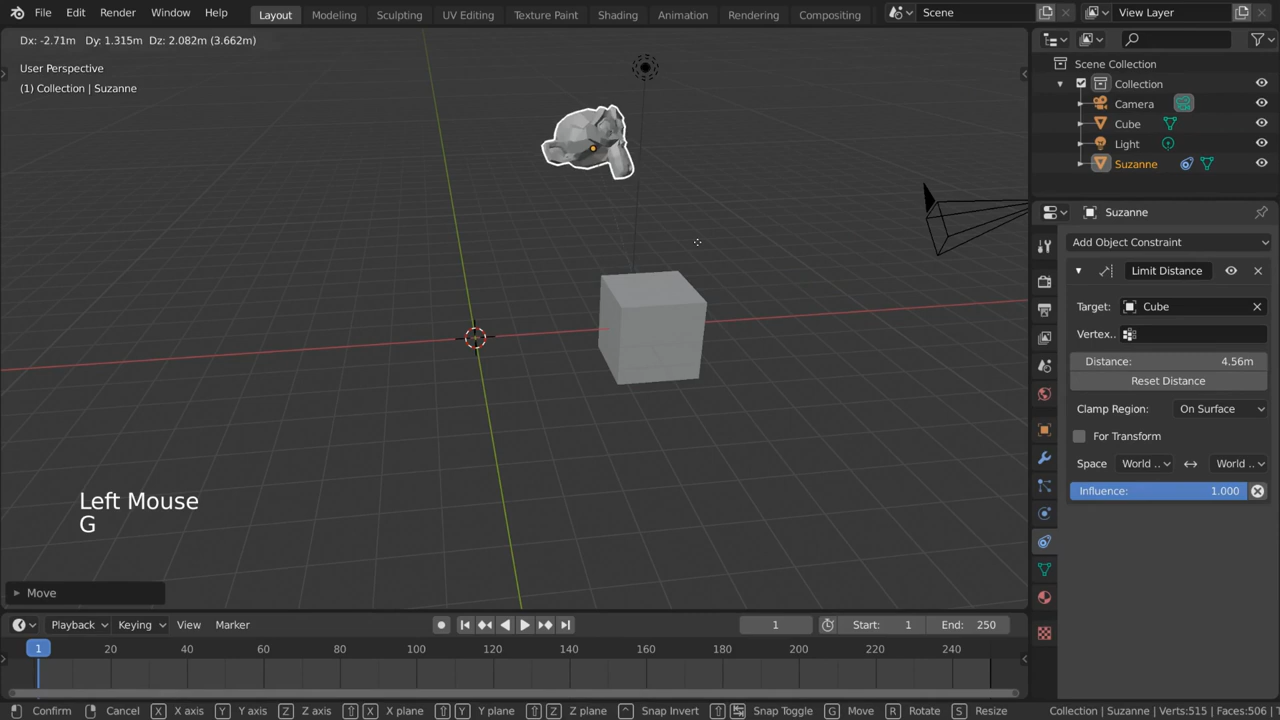 File Edit Render Window Help Layout Modeling Sculpting UV Editing Texture Paint Shading Animation Rendering Compositing Scene View Layer
Dx: -2.71m Dy: 1.315m Dz: 2.082m (3.662m)
User Perspective
(1) Collection | Suzanne
Scene Collection
Collection
Camera
Cube
Light
Suzanne
Suzanne
Add Object Constraint
Limit Distance
Target: Cube
Vertex..
Distance: 4.56m
Reset Distance
Clamp Region: On Surface
For Transform
Space World .. World ..
Influence: 1.000
Left Mouse
G
Move
Playback Keying View Marker 1 Start: 1 End: 250
1 20 40 60 80 100 120 140 160 180 200 220 240
Confirm Cancel X X axis Y Y axis Z Z axis X X plane Y Y plane Z Z plane Snap Invert Snap Toggle G Move R Rotate S Resize Collection | Suzanne | Verts:515 | Faces:506 |